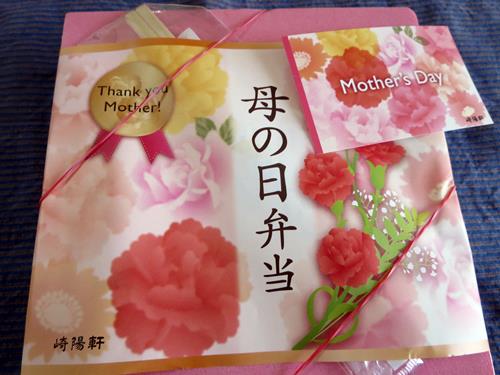 Thank you
Mother!
母の日弁当
Mother's Day
崎陽軒
崎陽軒